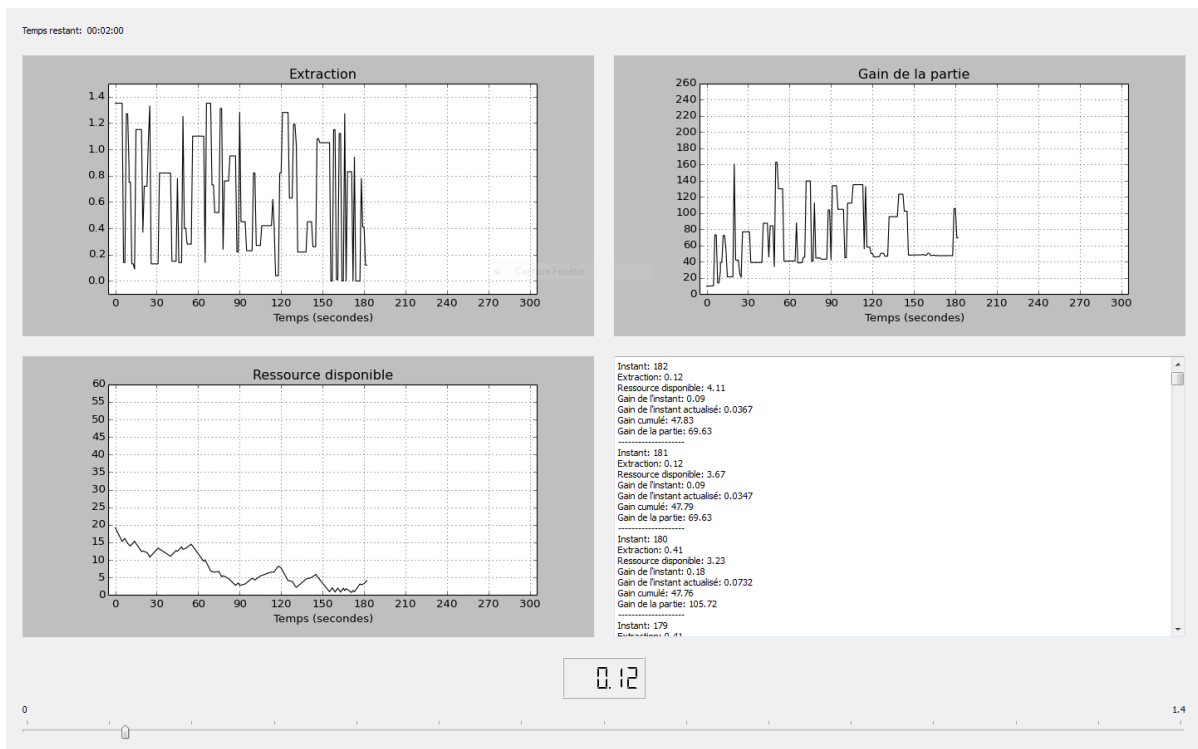 Temps restant: 00:02:00
Extraction
1.4
1.2
1.0
0.8
0.6
0.4
0.2
0.0
0 30 60 90 120 150 180 210 240 270 300
Temps (secondes)
Gain de la partie
260
240
220
200
180
160
140
120
100
80
60
40
20
0
0 30 60 90 120 150 180 210 240 270 300
Temps (secondes)
Capture Fenêtre
Ressource disponible
60
55
50
45
40
35
30
25
20
15
10
5
0
0 30 60 90 120 150 180 210 240 270 300
Temps (secondes)
Instant: 182
Extraction: 0.12
Ressource disponible: 4.11
Gain de l'instant: 0.09
Gain de l'instant actualisé: 0.0367
Gain cumulé: 47.83
Gain de la partie: 69.63
--------------------
Instant: 181
Extraction: 0.12
Ressource disponible: 3.67
Gain de l'instant: 0.09
Gain de l'instant actualisé: 0.0347
Gain cumulé: 47.79
Gain de la partie: 69.63
--------------------
Instant: 180
Extraction: 0.41
Ressource disponible: 3.23
Gain de l'instant: 0.18
Gain de l'instant actualisé: 0.0732
Gain cumulé: 47.76
Gain de la partie: 105.72
--------------------
Instant: 179
Extraction: 0.41
0.12
0 1.4